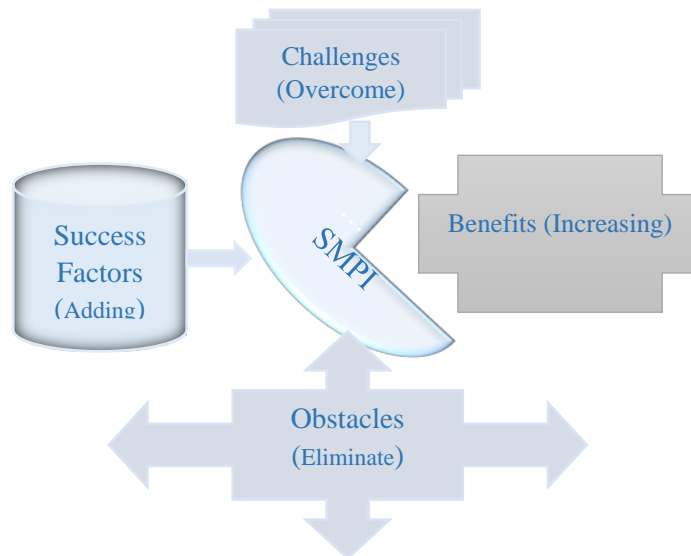 Challenges
(Overcome)
Success
Factors
(Adding)
SMPI
Benefits (Increasing)
Obstacles
(Eliminate)